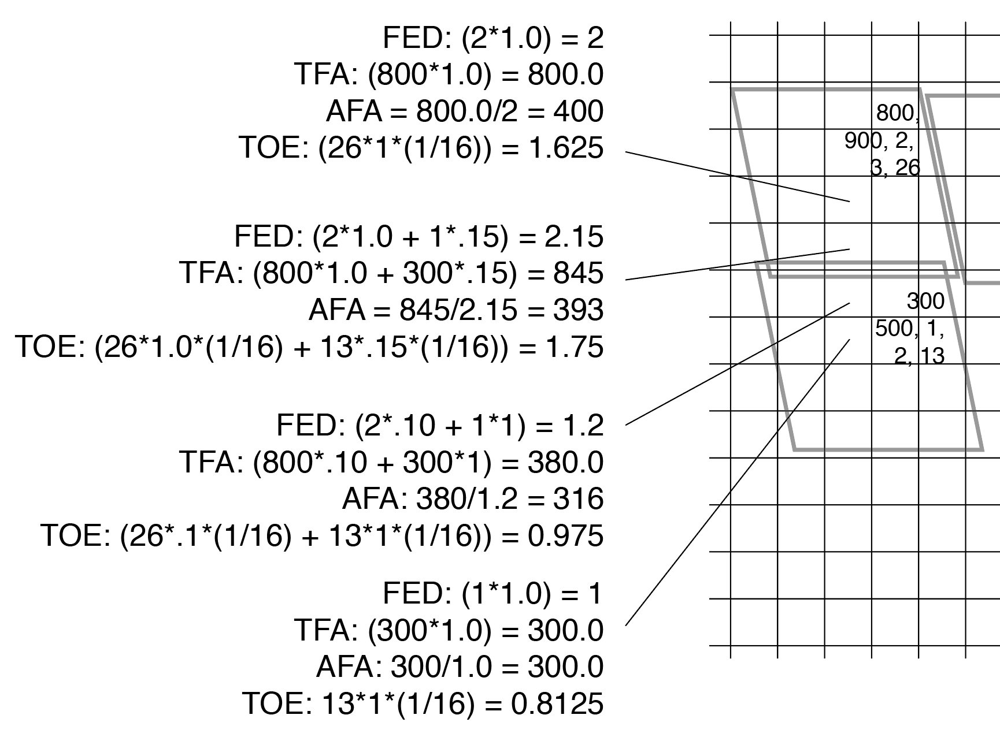 FED: (2*1.0) = 2
TFA: (800*1.0) = 800.0
AFA = 800.0/2 = 400
TOE: (26*1*(1/16)) = 1.625
FED: (2*1.0 + 1*.15) = 2.15
TFA: (800*1.0 + 300*.15) = 845
AFA = 845/2.15 = 393
TOE: (26*1.0*(1/16) + 13*.15*(1/16)) = 1.75
FED: (2*.10 + 1*1) = 1.2
TFA: (800*.10 + 300*1) = 380.0
AFA: 380/1.2 = 316
TOE: (26*.1*(1/16) + 13*1*(1/16)) = 0.975
FED: (1*1.0) = 1
TFA: (300*1.0) = 300.0
AFA: 300/1.0 = 300.0
TOE: 13*1*(1/16) = 0.8125
800,
900, 2,
3, 26
300
500, 1,
2, 13